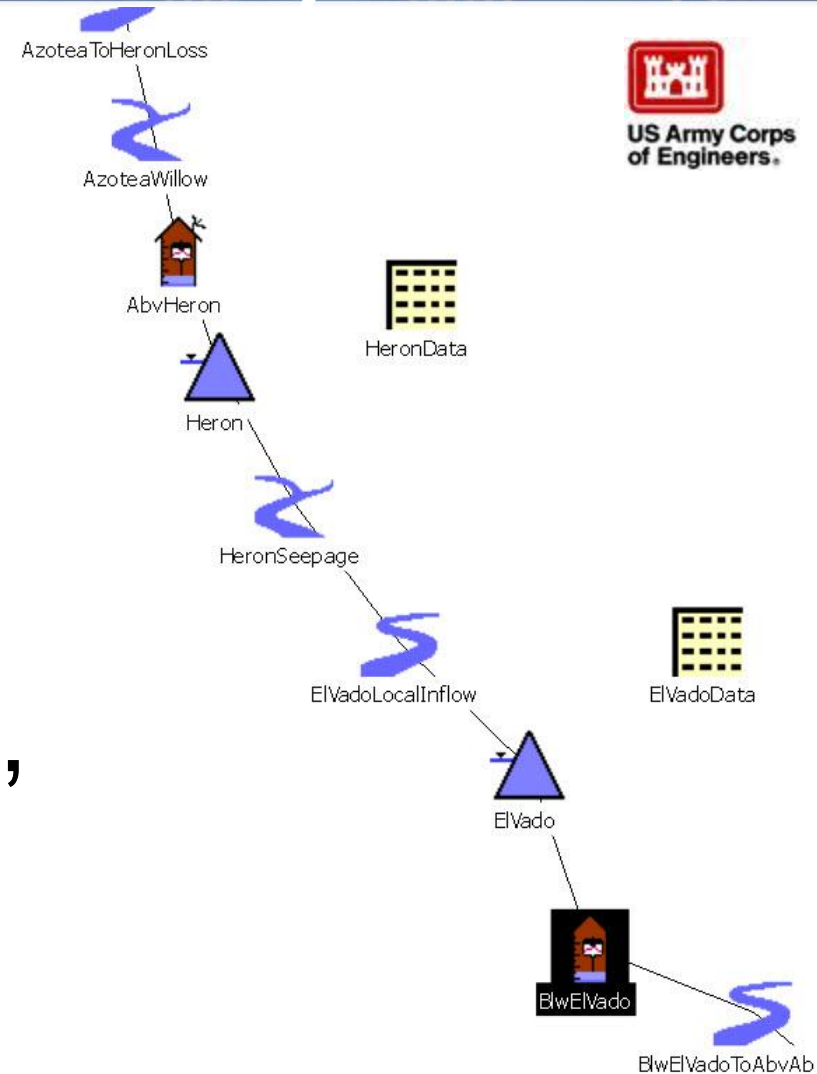 AzoteaToHeronLoss
US Army Corps
of Engineers®
AzoteaWillow
AbvHeron
HeronData
Heron
HeronSeepage
ElVadoLocalInflow
ElVadoData
,
ElVado
BlwElVado
BlwElVadoToAbvAb